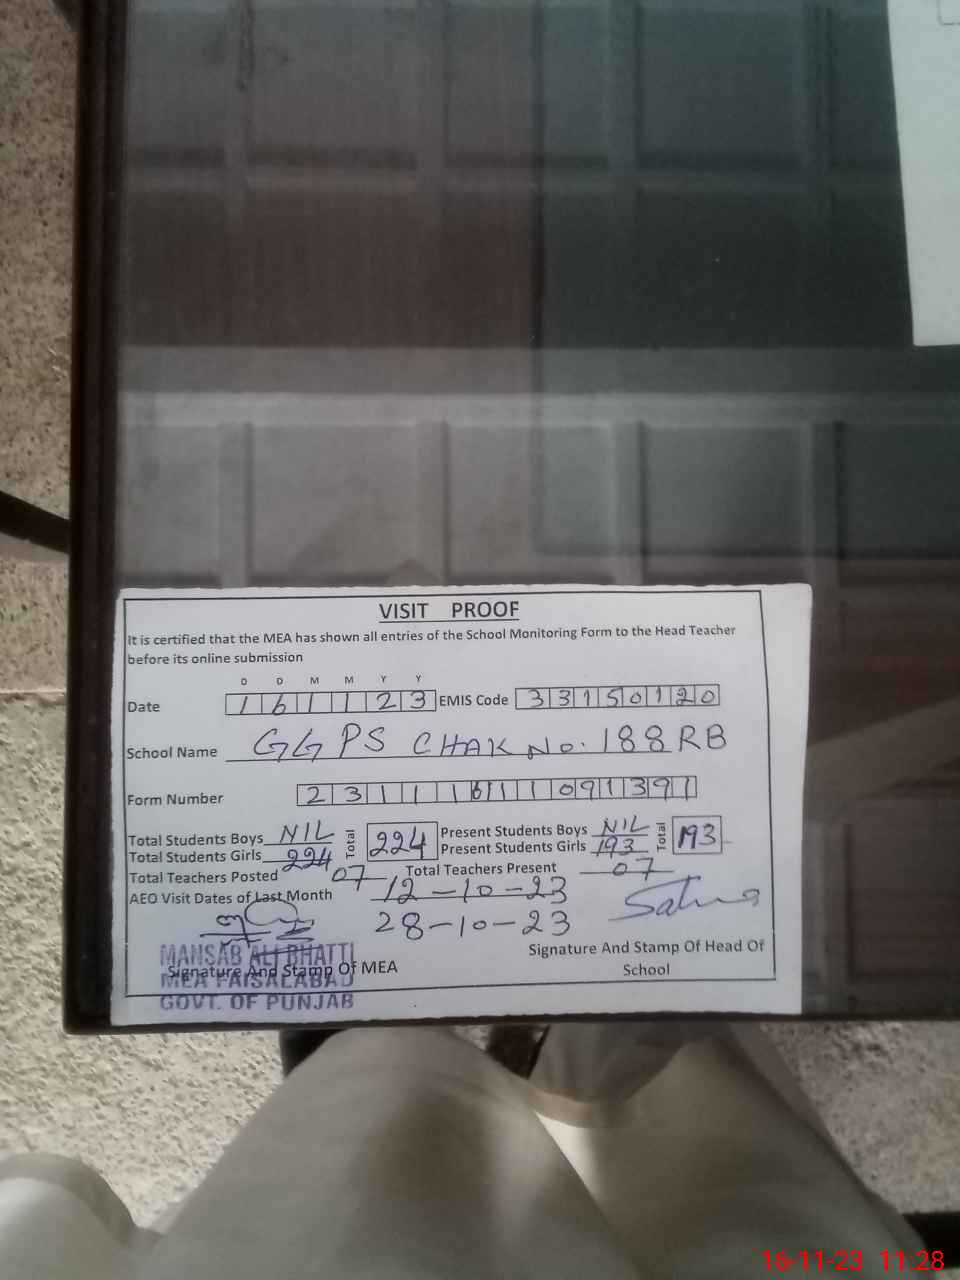 VISIT PROOF
It is certified that the MEA has shown all entries of the School Monitoring Form to the Head Teacher
before its online submission
D D M M Y Y
Date 1 6 1 1 2 3 EMIS Code 3 3 1 5 0 1 2 0
School Name GGPS CHAK No. 188RB
Form Number 2 3 1 1 1 6 1 1 1 0 9 1 3 9 1
Total Students Boys NIL Total 224 Present Students Boys NIL Total 193
Total Students Girls 224 Present Students Girls 193
Total Teachers Posted 07 Total Teachers Present 07
AEO Visit Dates of Last Month 12-10-23
28-10-23
Signature And Stamp Of Head Of
School
MANSAB ALI BHATTI
Signature And Stamp Of MEA
MEA FAISALABAD
GOVT. OF PUNJAB
16-11-23 11:28